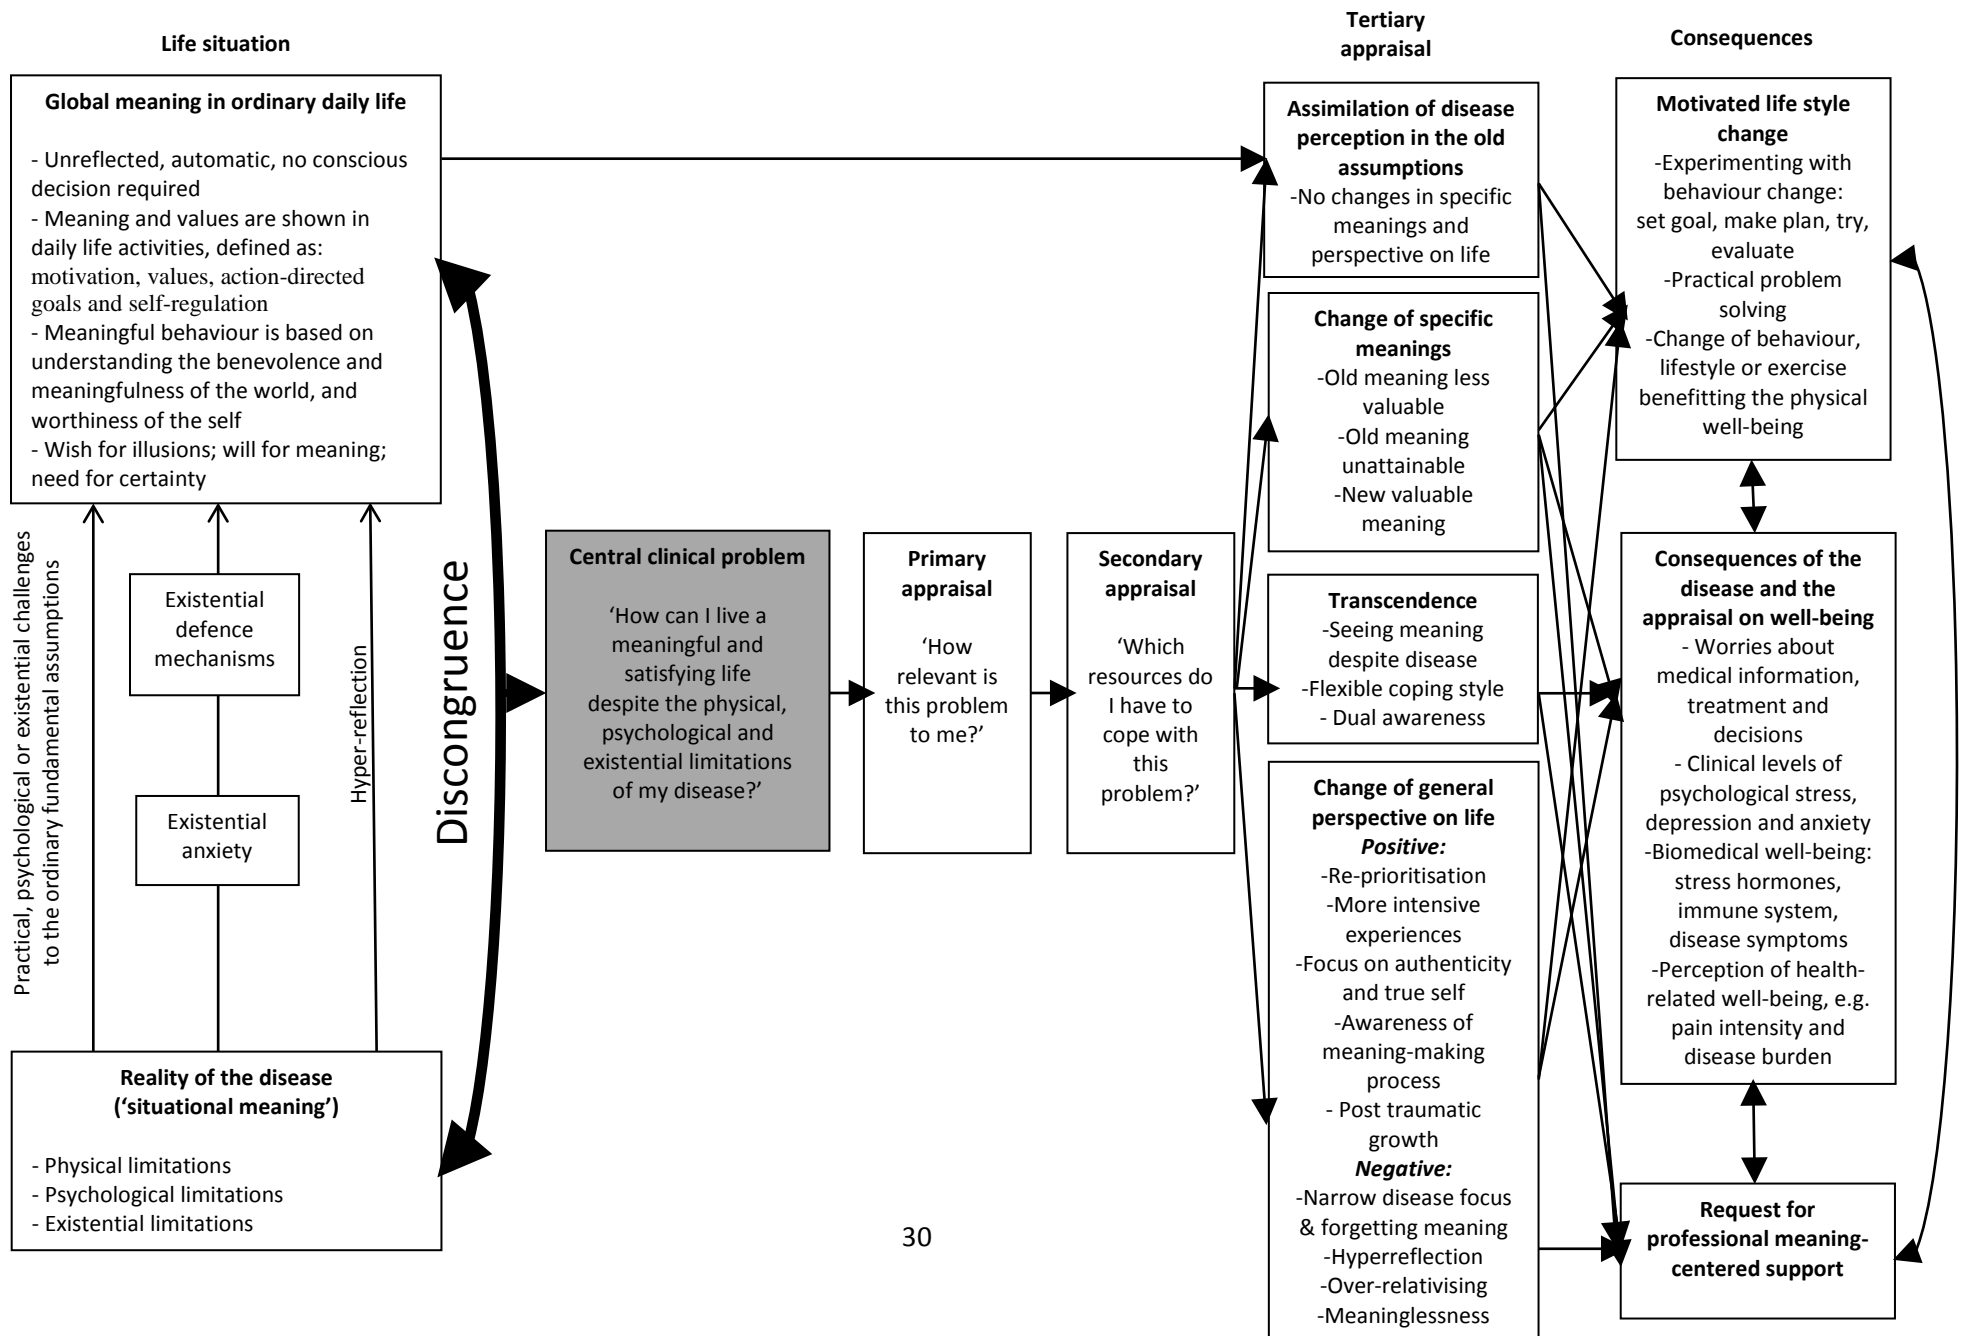 Life situation
Global meaning in ordinary daily life
- Unreflected, automatic, no conscious
decision required
- Meaning and values are shown in
daily life activities, defined as:
motivation, values, action-directed
goals and self-regulation
- Meaningful behaviour is based on
understanding the benevolence and
meaningfulness of the world, and
worthiness of the self
- Wish for illusions; will for meaning;
need for certainty
Practical, psychological or existential challenges
to the ordinary fundamental assumptions
Existential
defence
mechanisms
Existential
anxiety
Hyper-reflection
Reality of the disease
(‘situational meaning’)
- Physical limitations
- Psychological limitations
- Existential limitations
Discongruence
Central clinical problem
‘How can I live a
meaningful and
satisfying life
despite the physical,
psychological and
existential limitations
of my disease?’
Primary
appraisal
‘How
relevant is
this problem
to me?’
Secondary
appraisal
‘Which
resources do
I have to
cope with
this
problem?’
Tertiary
appraisal
Assimilation of disease
perception in the old
assumptions
-No changes in specific
meanings and
perspective on life
Change of specific
meanings
-Old meaning less
valuable
-Old meaning
unattainable
-New valuable
meaning
Transcendence
-Seeing meaning
despite disease
-Flexible coping style
- Dual awareness
Change of general
perspective on life
Positive:
-Re-prioritisation
-More intensive
experiences
-Focus on authenticity
and true self
-Awareness of
meaning-making
process
- Post traumatic
growth
Negative:
-Narrow disease focus
& forgetting meaning
-Hyperreflection
-Over-relativising
-Meaninglessness
Consequences
Motivated life style
change
-Experimenting with
behaviour change:
set goal, make plan, try,
evaluate
-Practical problem
solving
-Change of behaviour,
lifestyle or exercise
benefitting the physical
well-being
Consequences of the
disease and the
appraisal on well-being
- Worries about
medical information,
treatment and
decisions
- Clinical levels of
psychological stress,
depression and anxiety
-Biomedical well-being:
stress hormones,
immune system,
disease symptoms
-Perception of health-
related well-being, e.g.
pain intensity and
disease burden
Request for
professional meaning-
centered support
30